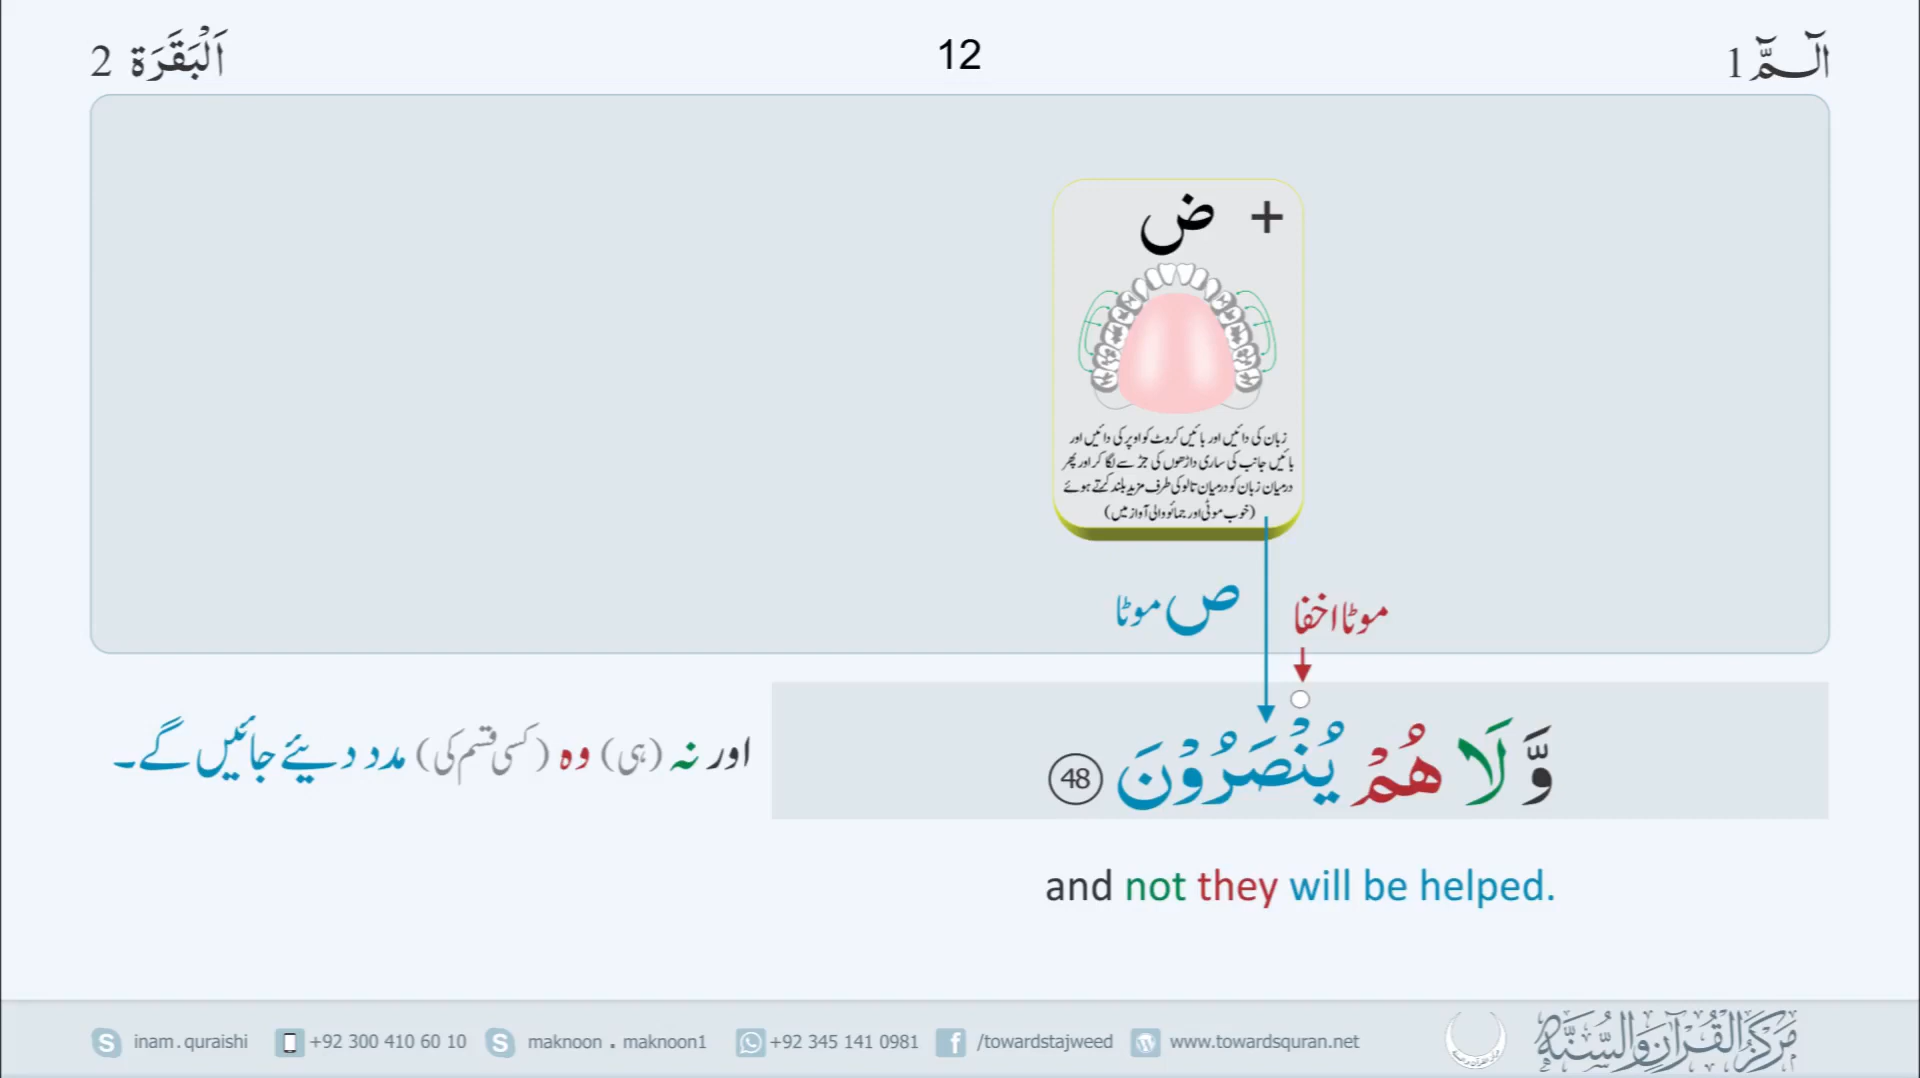 اَلْبَقَرَة 2
12
الٓـمّٓ 1
ض +
زبان کی دائیں اور بائیں کروٹ کو اوپر کی دائیں اور
بائیں جانب کی ساری داڑھوں کی جڑ سے لگا کر اور پھر
درمیان زبان کو درمیان تالو کی طرف مزید بلند کرتے ہوئے
(خوب موٹی اور جماؤ والی آواز میں)
ص موٹا
موٹا اخفا
وَّ لَا هُمْ يُنْصَرُوْنَ 48
اور نہ (ہی) وہ (کسی قسم کی) مدد دیئے جائیں گے۔
and not they will be helped.
inam.quraishi +92 300 410 60 10 maknoon . maknoon1 +92 345 141 0981 /towardstajweed www.towardsquran.net
مَرْكَزُ الْقُرْآنِ وَالسُّنَّه